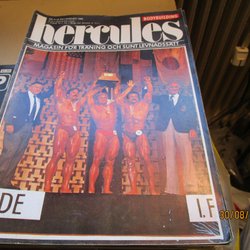 BODYBUILDING
hercules
MAGASIN FÖR TRÄNING OCH SUNT LEVNADSSÄTT
DE
I.F
30/08/